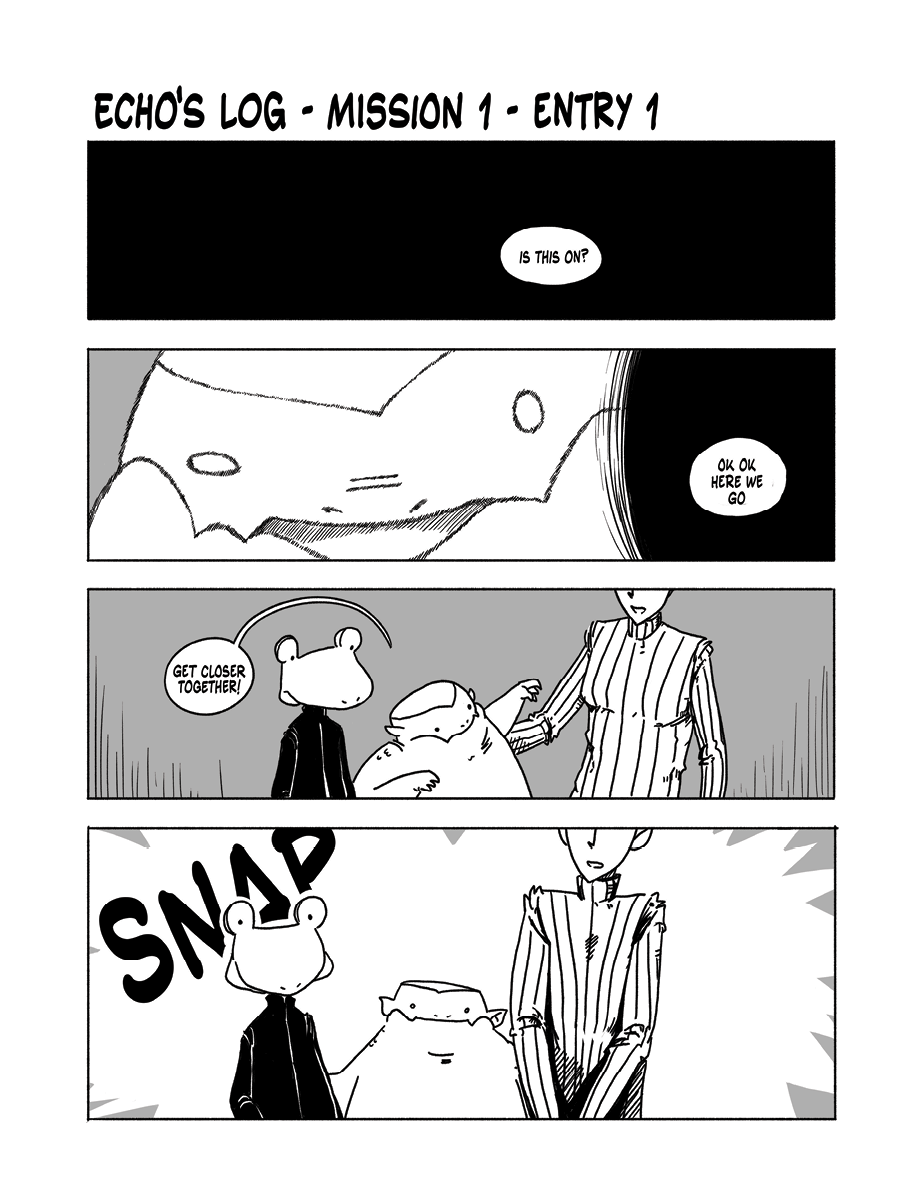 ECHO'S LOG - MISSION 1 - ENTRY 1
IS THIS ON?
OK OK
HERE WE
GO
GET CLOSER
TOGETHER!
SNAP